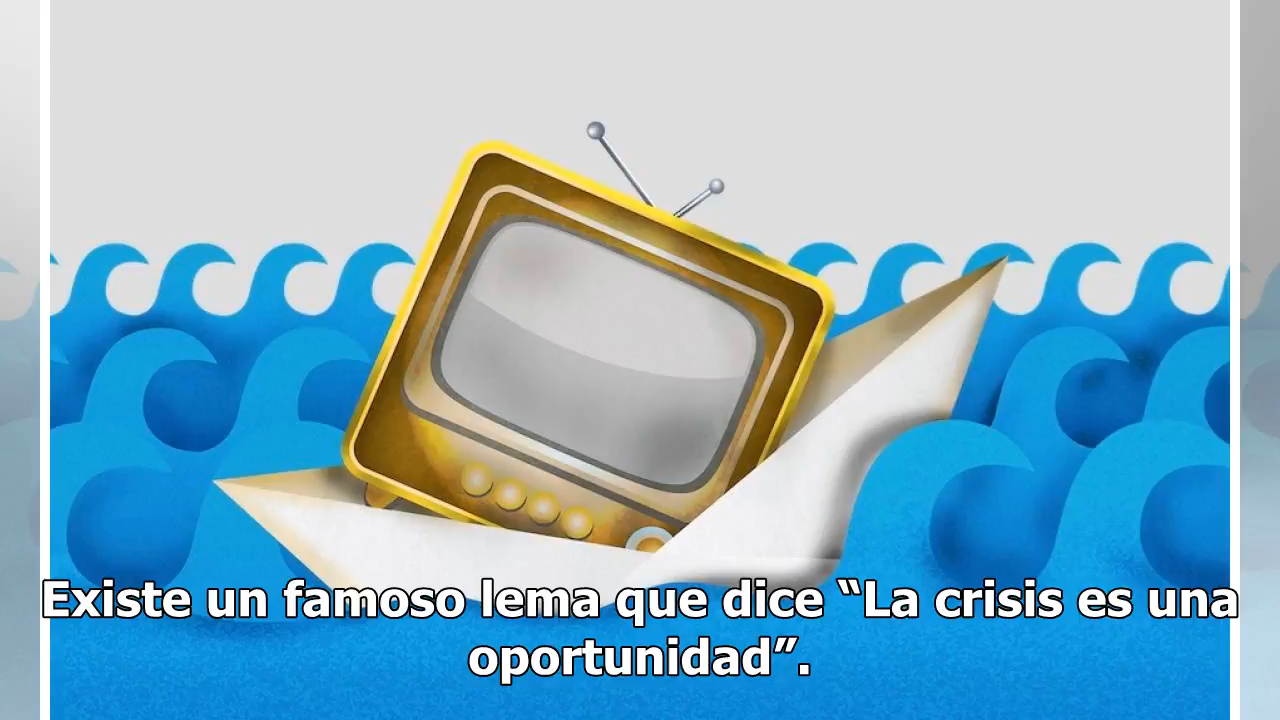 Existe un famoso lema que dice “La crisis es una
oportunidad”.